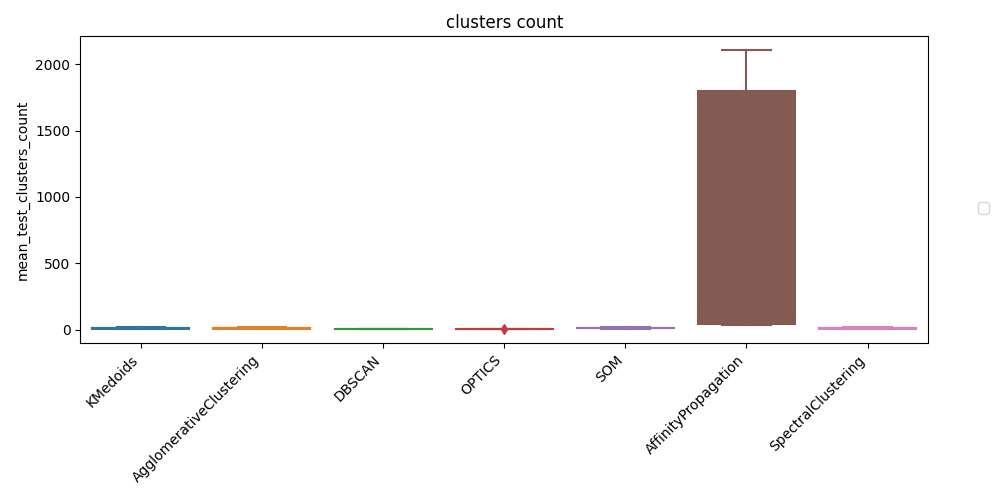 clusters count
mean_test_clusters_count
2000
1500
1000
500
0
KMedoids
AgglomerativeClustering
DBSCAN
OPTICS
SOM
AffinityPropagation
SpectralClustering